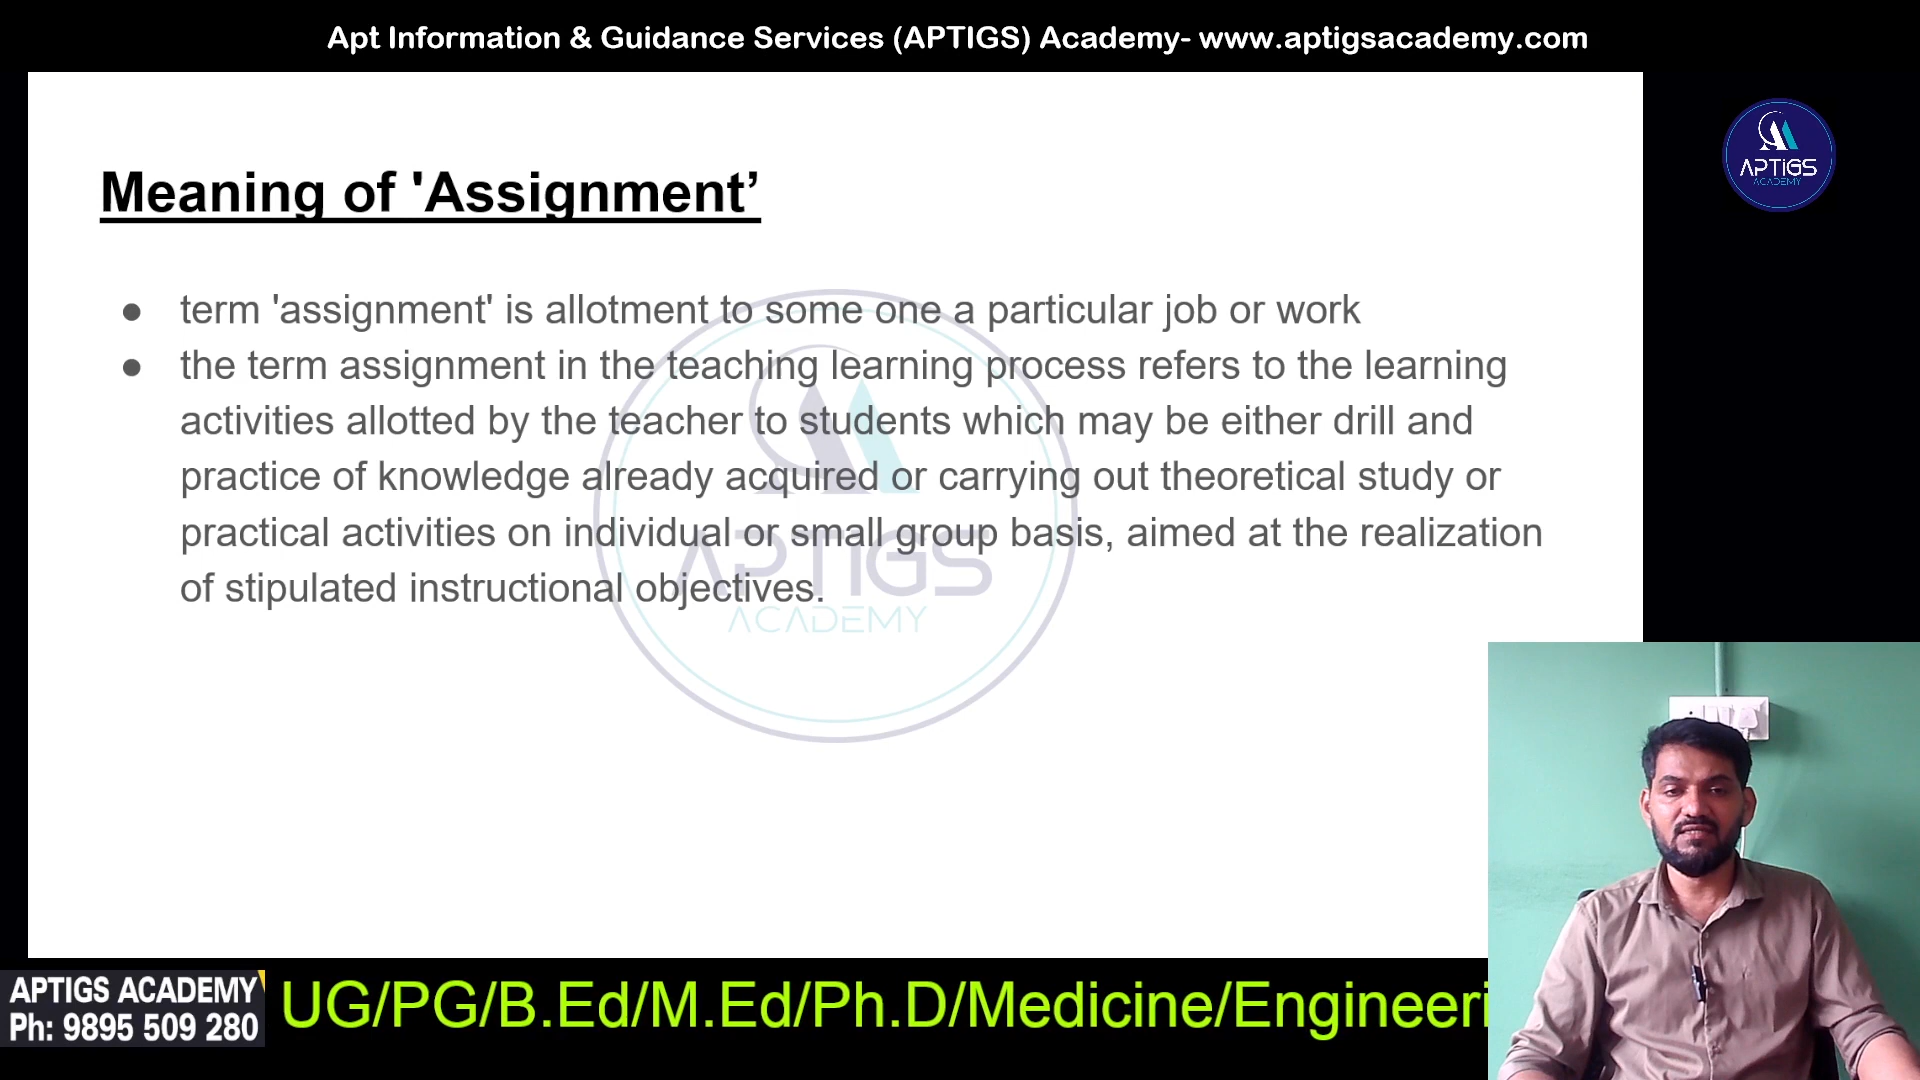 Apt Information & Guidance Services (APTIGS) Academy- www.aptigsacademy.com
APTiGS
ACADEMY
Meaning of 'Assignment’
● term 'assignment' is allotment to some one a particular job or work
● the term assignment in the teaching learning process refers to the learning
activities allotted by the teacher to students which may be either drill and
practice of knowledge already acquired or carrying out theoretical study or
practical activities on individual or small group basis, aimed at the realization
of stipulated instructional objectives.
APTIGS
ACADEMY
APTIGS ACADEMY
Ph: 9895 509 280
UG/PG/B.Ed/M.Ed/Ph.D/Medicine/Engineeri